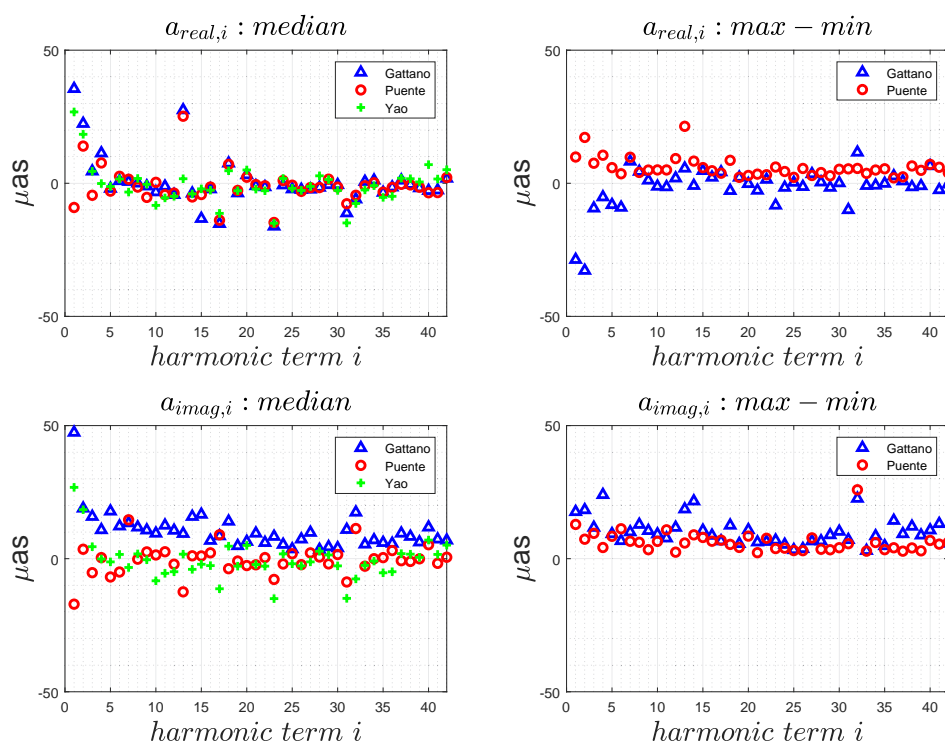 a_{real,i} : median
50
0
-50
μas
Gattano
Puente
Yao
0 5 10 15 20 25 30 35 40
harmonic term i
a_{real,i} : max − min
50
0
-50
μas
Gattano
Puente
0 5 10 15 20 25 30 35 40
harmonic term i
a_{imag,i} : median
50
0
-50
μas
Gattano
Puente
Yao
0 5 10 15 20 25 30 35 40
harmonic term i
a_{imag,i} : max − min
50
0
-50
μas
Gattano
Puente
0 5 10 15 20 25 30 35 40
harmonic term i